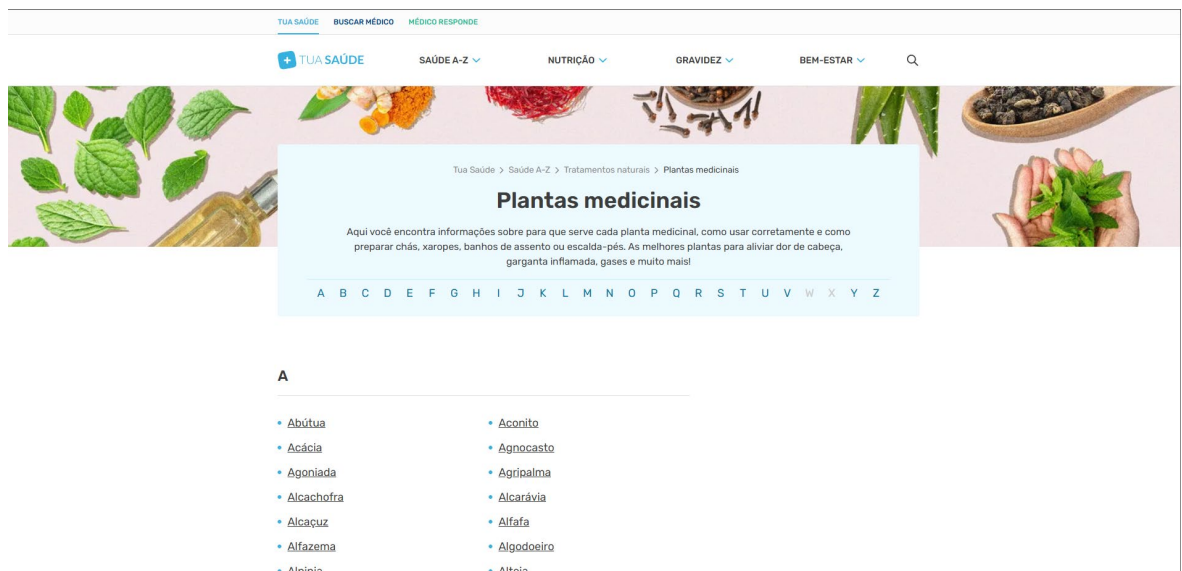 TUA SAÚDE BUSCAR MÉDICO MÉDICO RESPONDE
TUA SAÚDE SAÚDE A-Z NUTRIÇÃO GRAVIDEZ BEM-ESTAR
Tua Saúde > Saúde A-Z > Tratamentos naturais > Plantas medicinais
Plantas medicinais
Aqui você encontra informações sobre para que serve cada planta medicinal, como usar corretamente e como
preparar chás, xaropes, banhos de assento ou escalda-pés. As melhores plantas para aliviar dor de cabeça,
garganta inflamada, gases e muito mais!
A B C D E F G H I J K L M N O P Q R S T U V W X Y Z
A
Abútua Aconito
Acácia Agnocasto
Agoniada Agripalma
Alcachofra Alcarávia
Alcaçuz Alfafa
Alfazema Algodoeiro